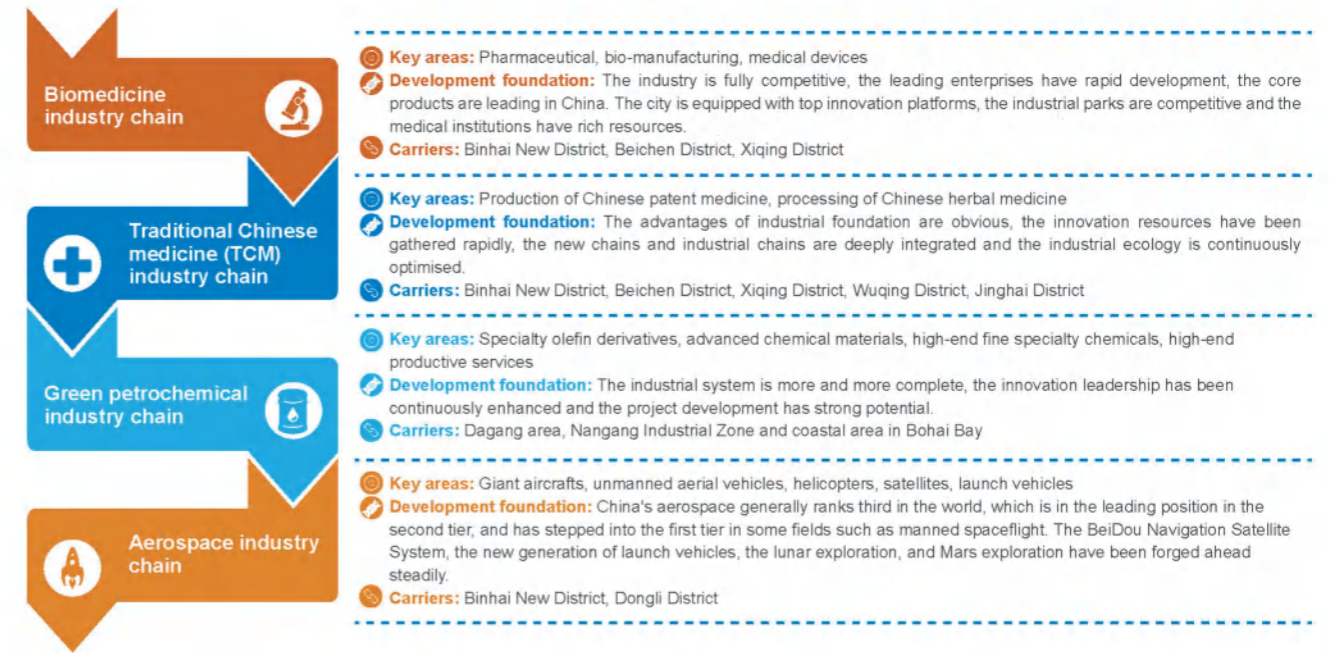 Biomedicine
industry chain
Key areas: Pharmaceutical, bio-manufacturing, medical devices
Development foundation: The industry is fully competitive, the leading enterprises have rapid development, the core
products are leading in China. The city is equipped with top innovation platforms, the industrial parks are competitive and the
medical institutions have rich resources.
Carriers: Binhai New District, Beichen District, Xiqing District
Traditional Chinese
medicine (TCM)
industry chain
Key areas: Production of Chinese patent medicine, processing of Chinese herbal medicine
Development foundation: The advantages of industrial foundation are obvious, the innovation resources have been
gathered rapidly, the new chains and industrial chains are deeply integrated and the industrial ecology is continuously
optimised.
Carriers: Binhai New District, Beichen District, Xiqing District, Wuqing District, Jinghai District
Green petrochemical
industry chain
Key areas: Specialty olefin derivatives, advanced chemical materials, high-end fine specialty chemicals, high-end
productive services
Development foundation: The industrial system is more and more complete, the innovation leadership has been
continuously enhanced and the project development has strong potential.
Carriers: Dagang area, Nangang Industrial Zone and coastal area in Bohai Bay
Aerospace industry
chain
Key areas: Giant aircrafts, unmanned aerial vehicles, helicopters, satellites, launch vehicles
Development foundation: China's aerospace generally ranks third in the world, which is in the leading position in the
second tier, and has stepped into the first tier in some fields such as manned spaceflight. The BeiDou Navigation Satellite
System, the new generation of launch vehicles, the lunar exploration, and Mars exploration have been forged ahead
steadily.
Carriers: Binhai New District, Dongli District